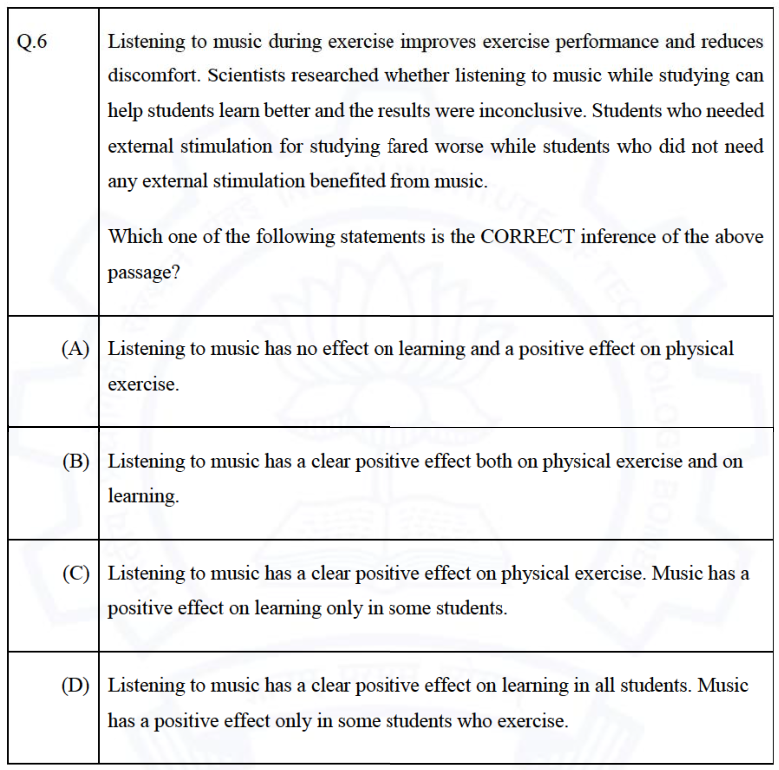 Q.6 Listening to music during exercise improves exercise performance and reduces
discomfort. Scientists researched whether listening to music while studying can
help students learn better and the results were inconclusive. Students who needed
external stimulation for studying fared worse while students who did not need
any external stimulation benefited from music.
Which one of the following statements is the CORRECT inference of the above
passage?
(A) Listening to music has no effect on learning and a positive effect on physical
exercise.
(B) Listening to music has a clear positive effect both on physical exercise and on
learning.
(C) Listening to music has a clear positive effect on physical exercise. Music has a
positive effect on learning only in some students.
(D) Listening to music has a clear positive effect on learning in all students. Music
has a positive effect only in some students who exercise.